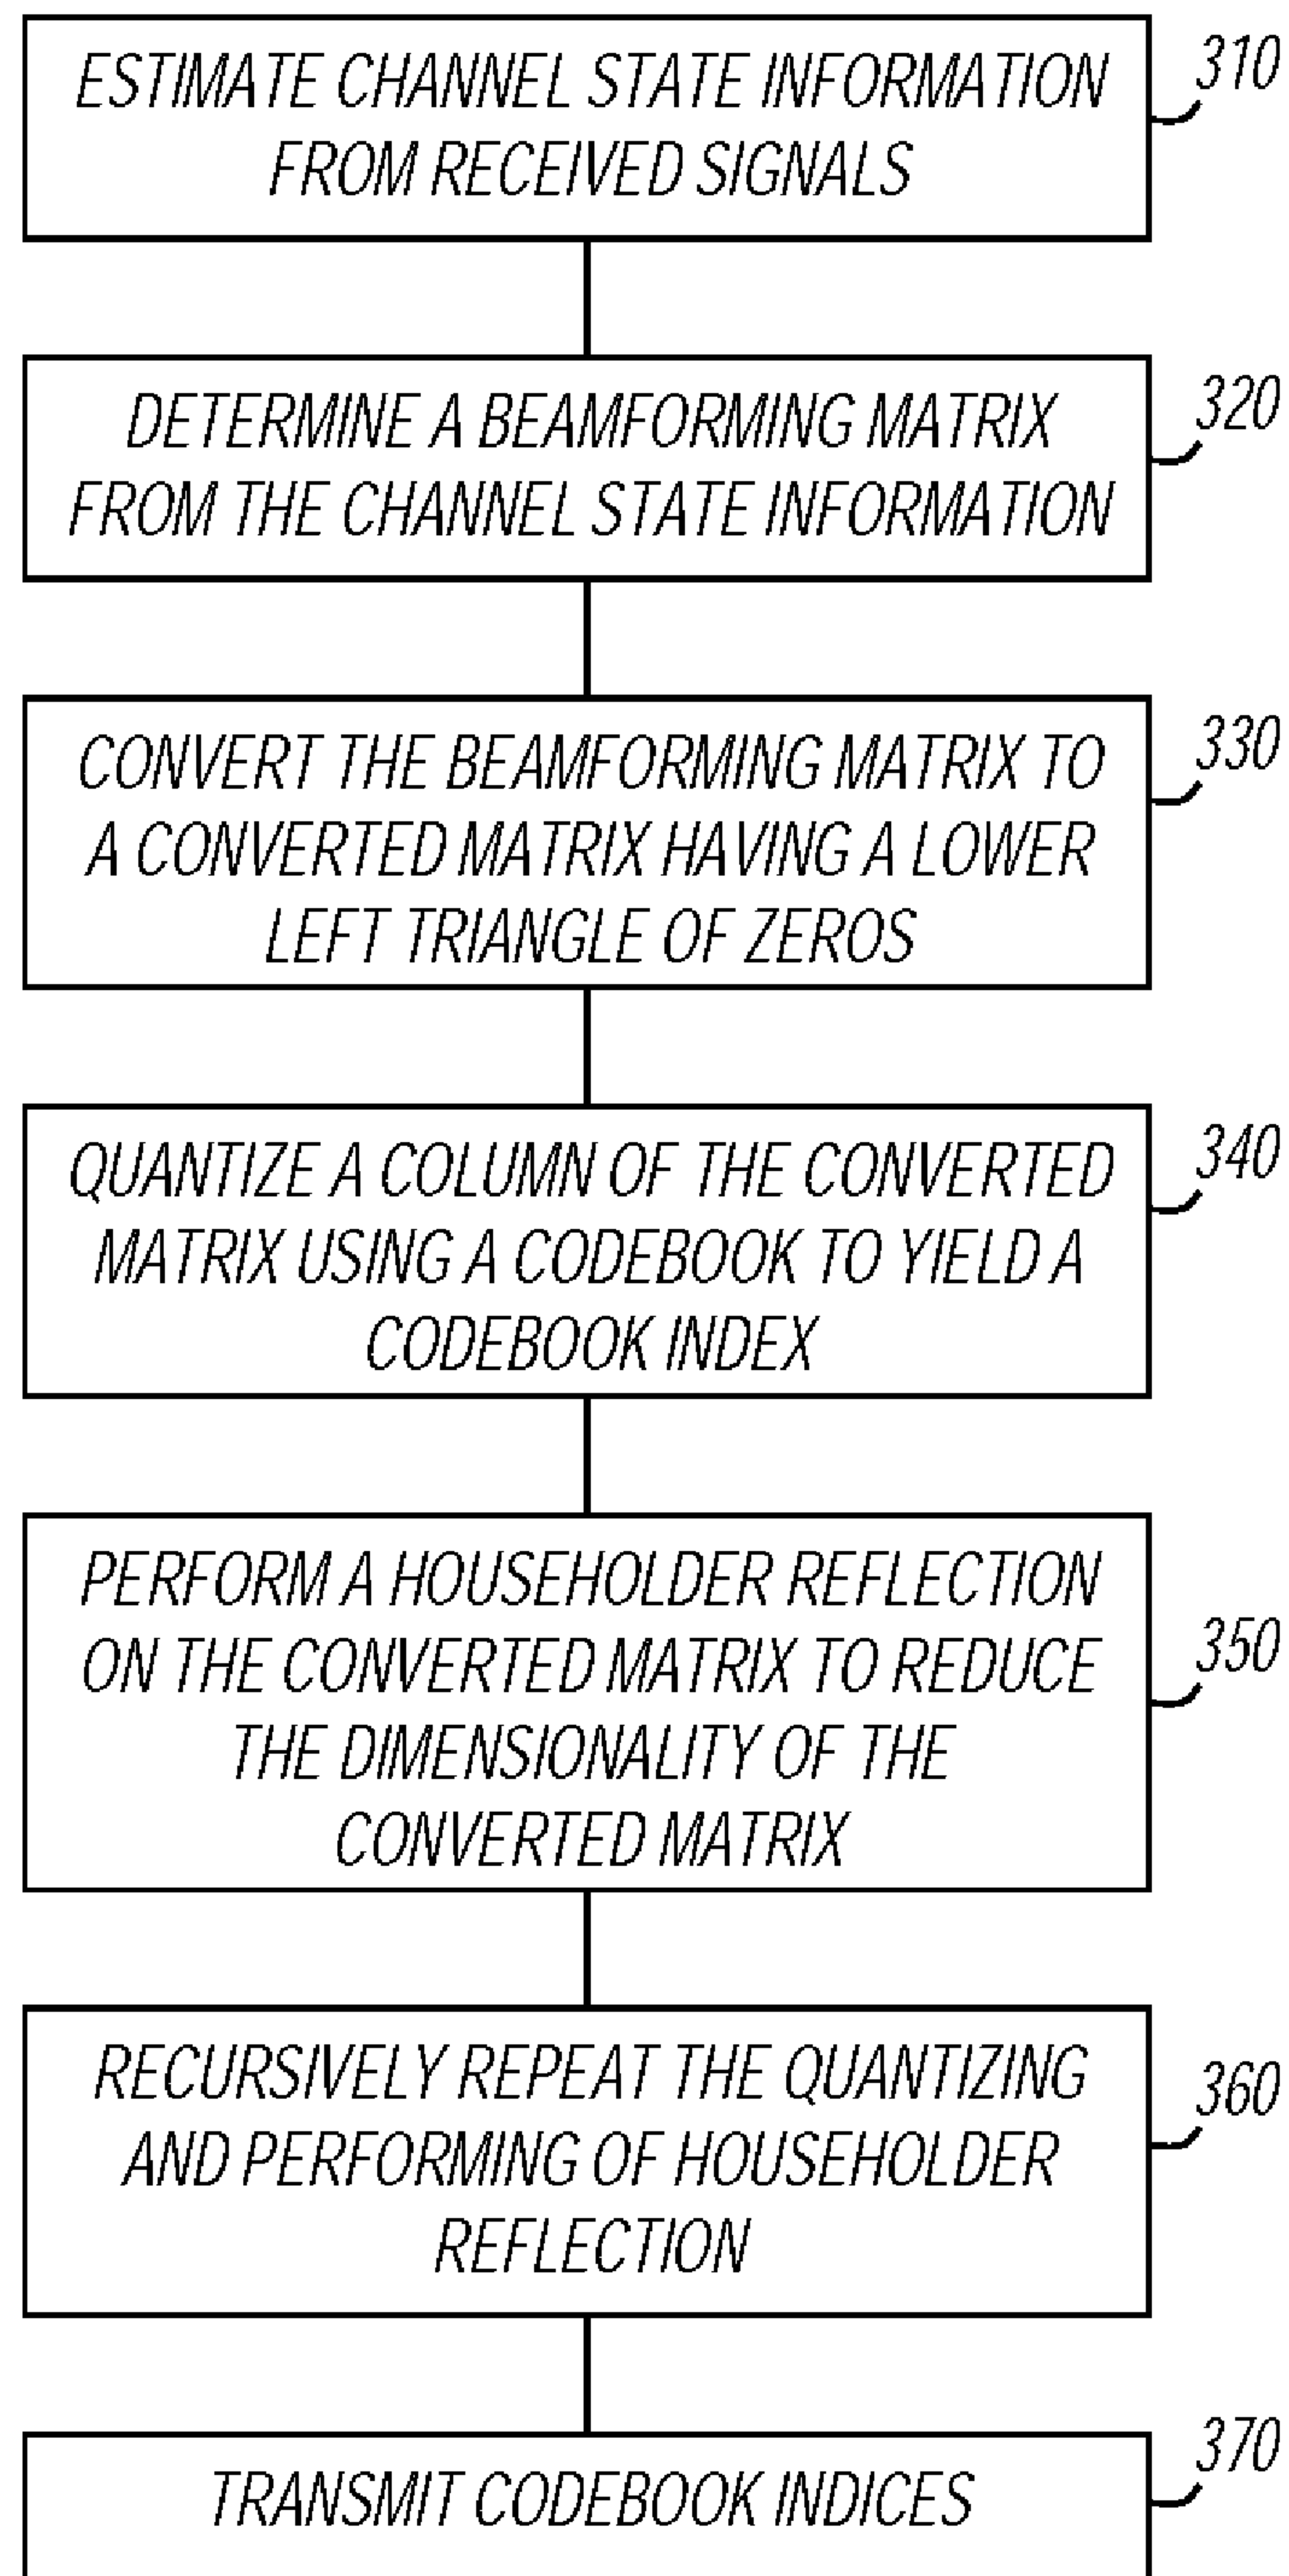 ESTIMATE CHANNEL STATE INFORMATION
FROM RECEIVED SIGNALS
310
DETERMINE A BEAMFORMING MATRIX
FROM THE CHANNEL STATE INFORMATION
320
CONVERT THE BEAMFORMING MATRIX TO
A CONVERTED MATRIX HAVING A LOWER
LEFT TRIANGLE OF ZEROS
330
QUANTIZE A COLUMN OF THE CONVERTED
MATRIX USING A CODEBOOK TO YIELD A
CODEBOOK INDEX
340
PERFORM A HOUSEHOLDER REFLECTION
ON THE CONVERTED MATRIX TO REDUCE
THE DIMENSIONALITY OF THE
CONVERTED MATRIX
350
RECURSIVELY REPEAT THE QUANTIZING
AND PERFORMING OF HOUSEHOLDER
REFLECTION
360
TRANSMIT CODEBOOK INDICES
370